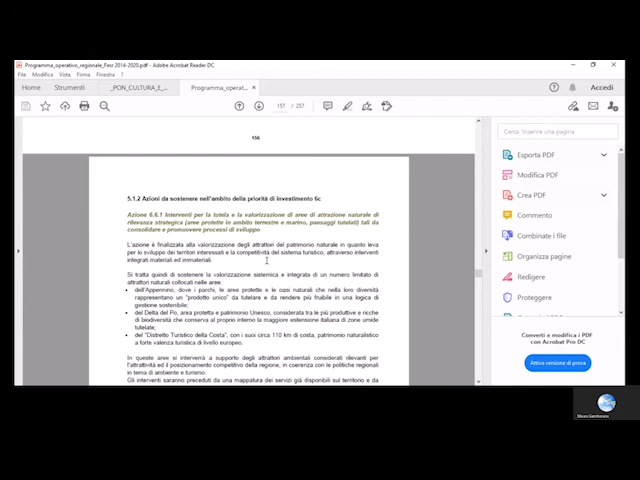 Programma_operativo_regionale_Fesr 2014-2020.pdf - Adobe Acrobat Reader DC
File Modifica Vista Firma Finestra ?
Home Strumenti _PON_CULTURA_E_... Programma_operat... × Accedi
157 / 257
156
5.1.2 Azioni da sostenere nell'ambito della priorità di investimento 6c
Azione 6.6.1 Interventi per la tutela e la valorizzazione di aree di attrazione naturale di
rilevanza strategica (aree protette in ambito terrestre e marino, paesaggi tutelati) tali da
consolidare e promuovere processi di sviluppo
L'azione è finalizzata alla valorizzazione degli attrattori del patrimonio naturale in quanto leva
per lo sviluppo dei territori interessati e la competitività del sistema turistico, attraverso interventi
integrati materiali ed immateriali.
Si tratta quindi di sostenere la valorizzazione sistemica e integrata di un numero limitato di
attrattori naturali collocati nelle aree:
• dell'Appennino, dove i parchi, le aree protette e le oasi naturali che nella loro diversità
rappresentano un "prodotto unico" da tutelare e da rendere più fruibile in una logica di
gestione sostenibile;
• del Delta del Po, area protetta e patrimonio Unesco, considerata tra le più produttive e ricche
di biodiversità che conserva al proprio interno la maggiore estensione italiana di zone umide
tutelate;
• del "Distretto Turistico della Costa", con i suoi circa 110 km di costa, patrimonio naturalistico
a forte valenza turistica di livello europeo.
In queste aree si interverrà a supporto degli attrattori ambientali considerati rilevanti per
l'attrattività ed il posizionamento competitivo della regione, in coerenza con le politiche regionali
in tema di ambiente e turismo.
Gli interventi saranno preceduti da una mappatura dei servizi già disponibili sul territorio e da
Cerca 'Inserire una pagina'
Esporta PDF
Modifica PDF
Crea PDF
Commento
Combinate i file
Organizza pagine
Redigere
Proteggere
Converti e modifica i PDF
con Acrobat Pro DC
Attiva versione di prova